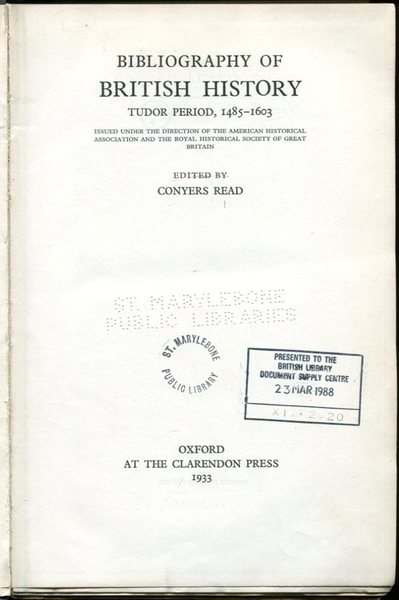 BIBLIOGRAPHY OF
BRITISH HISTORY
TUDOR PERIOD, 1485–1603
ISSUED UNDER THE DIRECTION OF THE AMERICAN HISTORICAL
ASSOCIATION AND THE ROYAL HISTORICAL SOCIETY OF GREAT
BRITAIN
EDITED BY
CONYERS READ
ST. MARYLEBONE
PUBLIC LIBRARIES
ST. MARYLEBONE
PUBLIC LIBRARY
PRESENTED TO THE
BRITISH LIBRARY
DOCUMENT SUPPLY CENTRE
23 MAR 1988
OXFORD
AT THE CLARENDON PRESS
1933